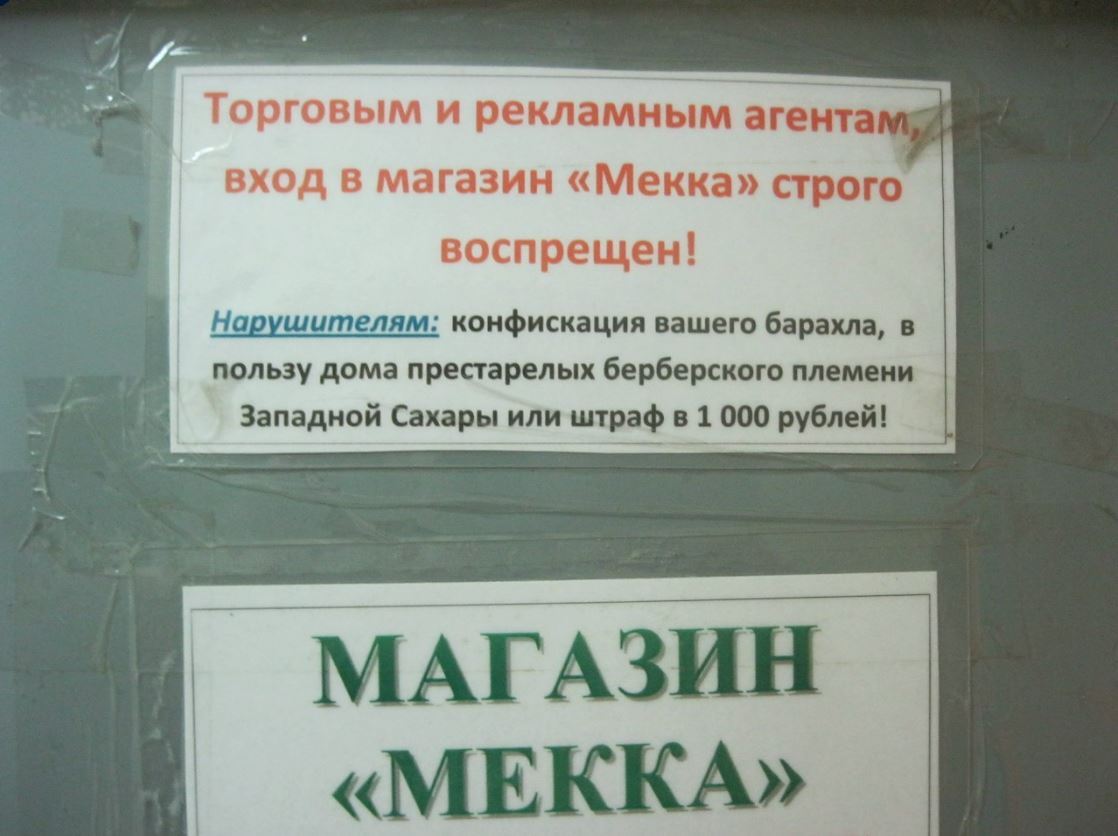 Торговым и рекламным агентам,
вход в магазин «Мекка» строго
воспрещен!
Нарушителям: конфискация вашего барахла, в
пользу дома престарелых берберского племени
Западной Сахары или штраф в 1 000 рублей!
МАГАЗИН
«МЕККА»